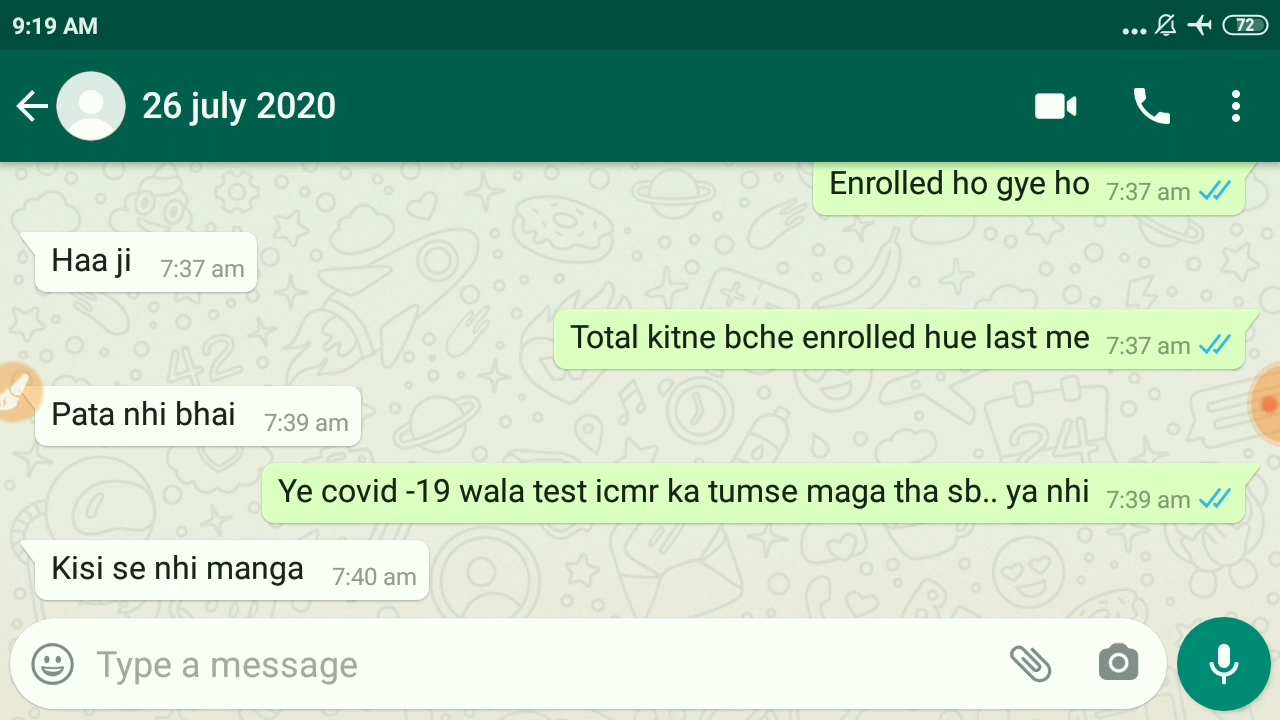 9:19 AM
72
26 july 2020
Enrolled ho gye ho 7:37 am
Haa ji 7:37 am
Total kitne bche enrolled hue last me 7:37 am
Pata nhi bhai 7:39 am
Ye covid -19 wala test icmr ka tumse maga tha sb.. ya nhi 7:39 am
Kisi se nhi manga 7:40 am
Type a message